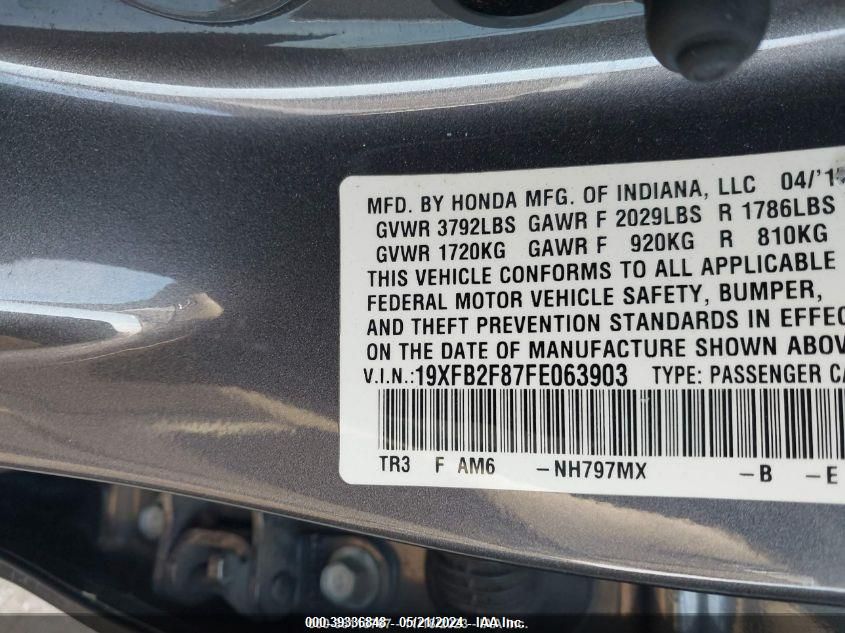 MFD. BY HONDA MFG. OF INDIANA, LLC 04/'1
GVWR 3792LBS GAWR F 2029LBS R 1786LBS
GVWR 1720KG GAWR F 920KG R 810KG
THIS VEHICLE CONFORMS TO ALL APPLICABLE
FEDERAL MOTOR VEHICLE SAFETY, BUMPER,
AND THEFT PREVENTION STANDARDS IN EFFEC
ON THE DATE OF MANUFACTURE SHOWN ABOV
V.I.N.:19XFB2F87FE063903 TYPE: PASSENGER CA
TR3 F AM6 -NH797MX -B -E
000-39336848 - 05/21/2024 - IAA Inc.